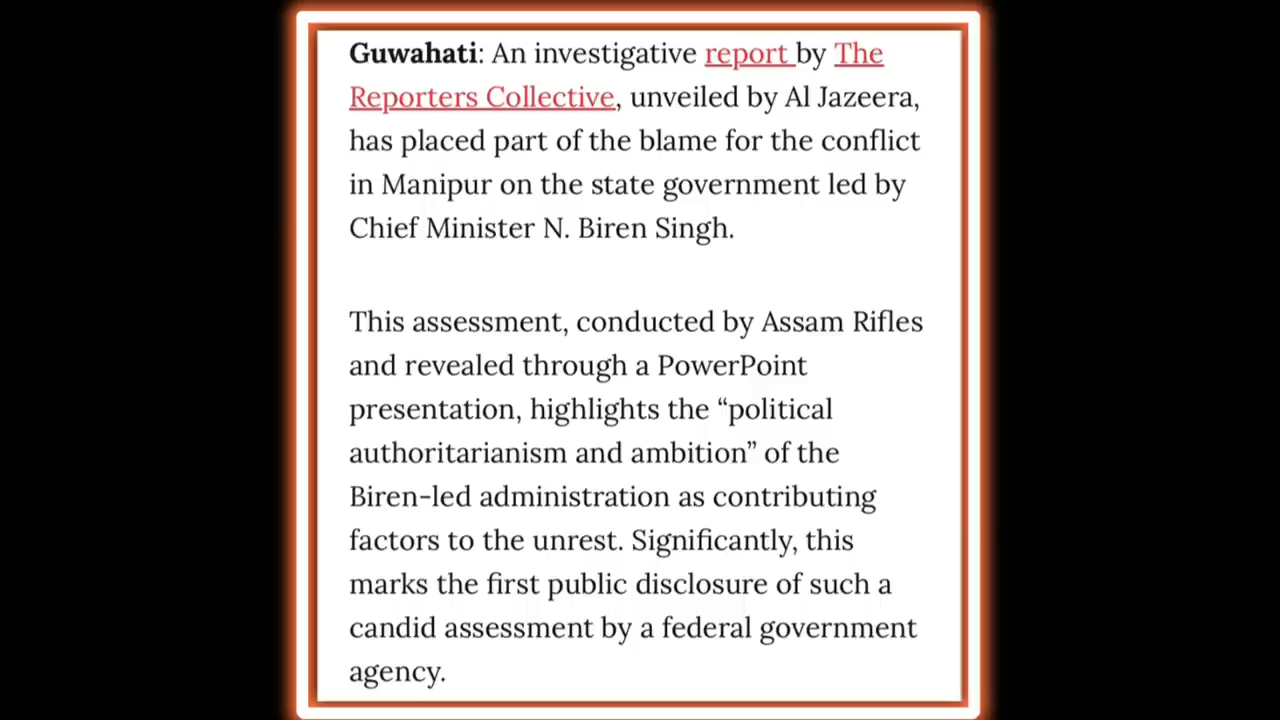 Guwahati: An investigative report by The
Reporters Collective, unveiled by Al Jazeera,
has placed part of the blame for the conflict
in Manipur on the state government led by
Chief Minister N. Biren Singh.
This assessment, conducted by Assam Rifles
and revealed through a PowerPoint
presentation, highlights the “political
authoritarianism and ambition” of the
Biren-led administration as contributing
factors to the unrest. Significantly, this
marks the first public disclosure of such a
candid assessment by a federal government
agency.